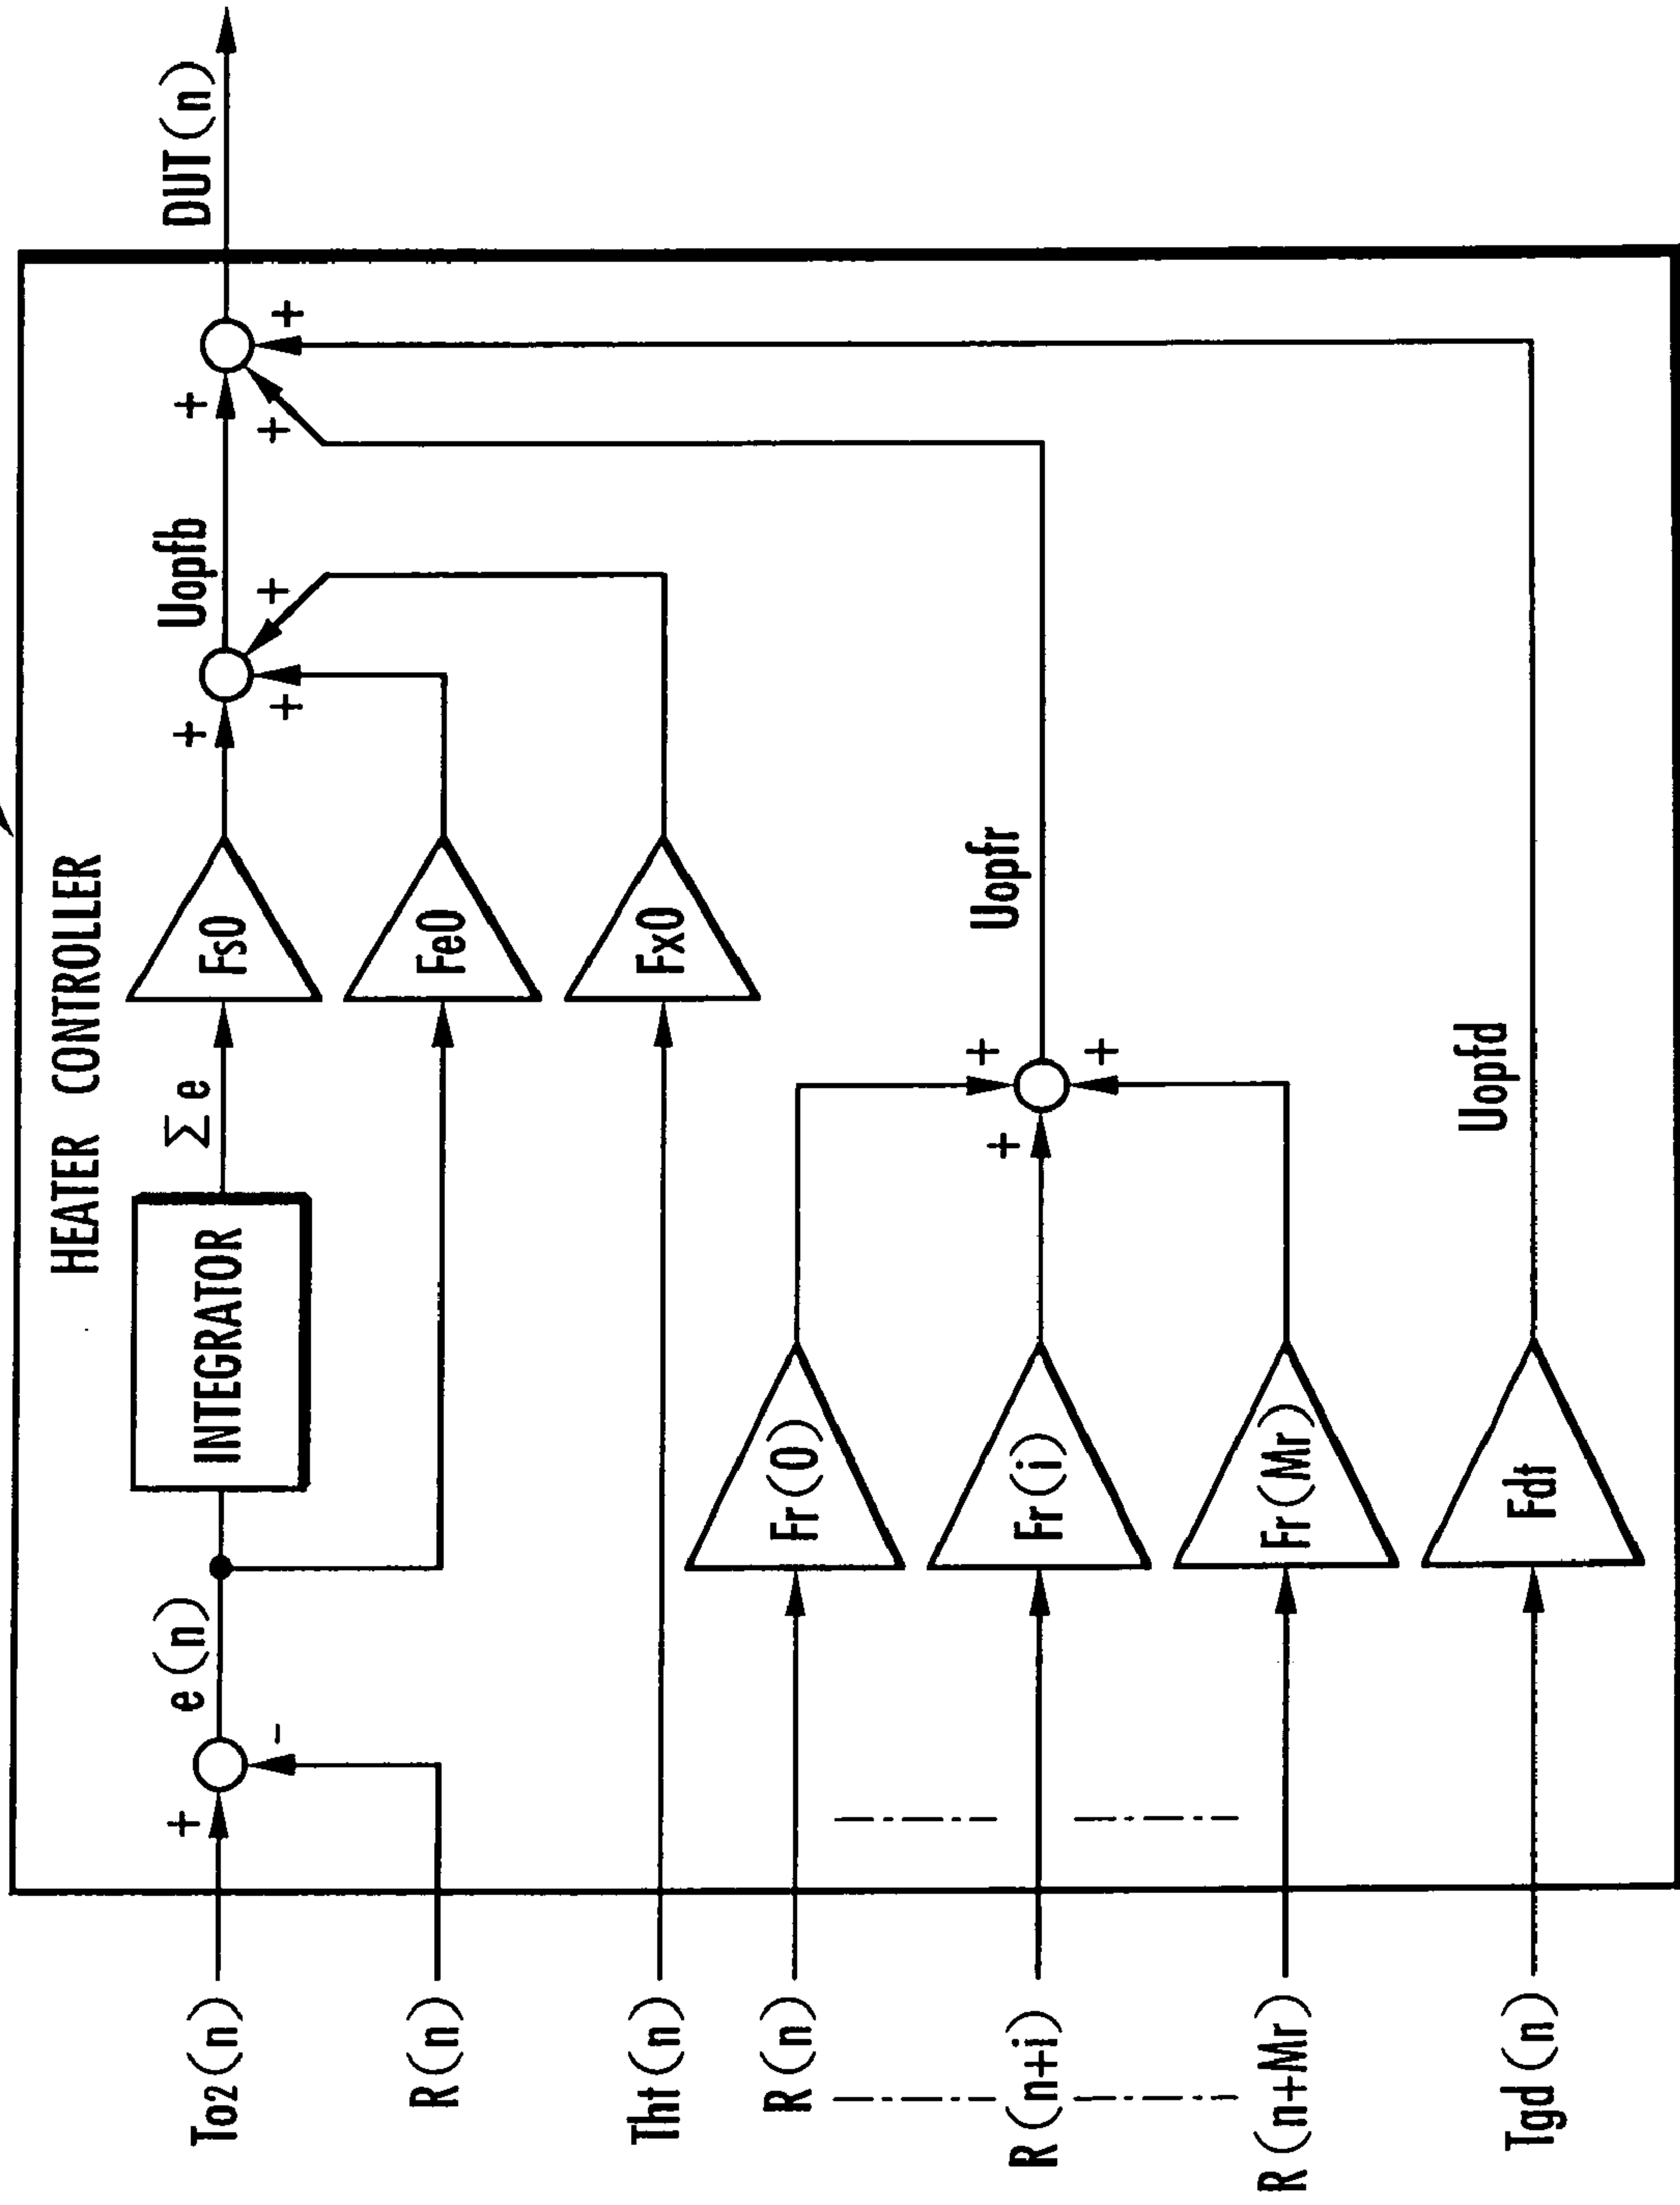 HEATER CONTROLLER
To2(n)
+
-
e(n)
INTEGRATOR
Σe
Fs0
+
+
+
Uopfb
+
+
+
DUT(n)
R(n)
Fe0
Tht(n)
Fx0
R(n)
Fr(0)
R(n+i)
Fr(i)
+
+
+
Uopfr
R(n+Mr)
Fr(Mr)
Tgd(n)
Fdt
Uopfd